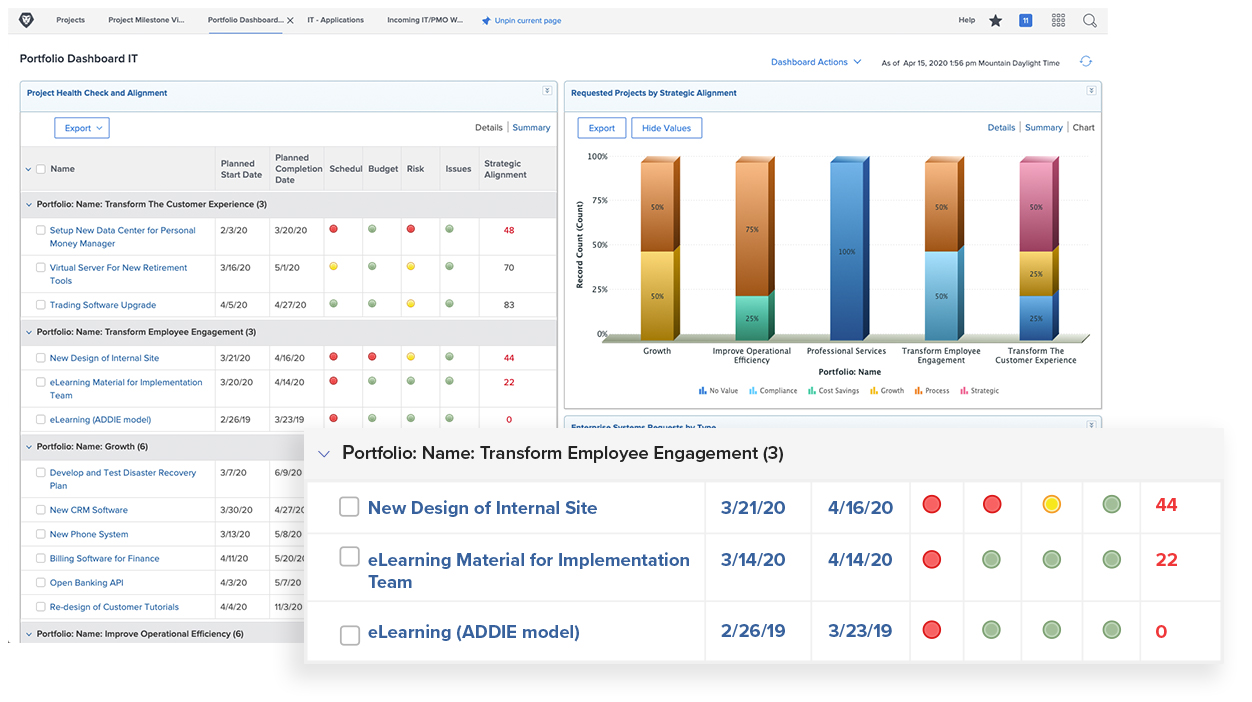 Projects
Project Milestone Vi...
Portfolio Dashboard...
IT - Applications
Incoming IT/PMO W...
Unpin current page
Help
11
Portfolio Dashboard IT
Dashboard Actions
As of Apr 15, 2020 1:56 pm Mountain Daylight Time
Project Health Check and Alignment
Export
Details | Summary
Name
Planned
Start Date
Planned
Completion
Date
Schedul
Budget
Risk
Issues
Strategic
Alignment
Portfolio: Name: Transform The Customer Experience (3)
Setup New Data Center for Personal
Money Manager
2/3/20
3/20/20
48
Virtual Server For New Retirement
Tools
3/16/20
5/1/20
70
Trading Software Upgrade
4/5/20
4/27/20
83
Portfolio: Name: Transform Employee Engagement (3)
New Design of Internal Site
3/21/20
4/16/20
44
eLearning Material for Implementation
Team
3/20/20
4/14/20
22
eLearning (ADDIE model)
2/26/19
3/23/19
0
Portfolio: Name: Growth (6)
Develop and Test Disaster Recovery
Plan
3/7/20
6/9/20
New CRM Software
3/30/20
4/27/20
New Phone System
3/13/20
5/8/20
Billing Software for Finance
4/11/20
5/20/20
Open Banking API
4/3/20
5/7/20
Re-design of Customer Tutorials
4/4/20
11/3/20
Portfolio: Name: Improve Operational Efficiency (6)
Requested Projects by Strategic Alignment
Export
Hide Values
Details | Summary | Chart
Record Count (Count)
100%
75%
50%
25%
0%
50%
50%
75%
25%
100%
50%
50%
50%
25%
25%
Growth
Improve Operational
Efficiency
Professional Services
Transform Employee
Engagement
Transform The
Customer Experience
Portfolio: Name
No Value
Compliance
Cost Savings
Growth
Process
Strategic
Enterprise Systems Requests by Type
Portfolio: Name: Transform Employee Engagement (3)
New Design of Internal Site
3/21/20
4/16/20
44
eLearning Material for Implementation
Team
3/14/20
4/14/20
22
eLearning (ADDIE model)
2/26/19
3/23/19
0